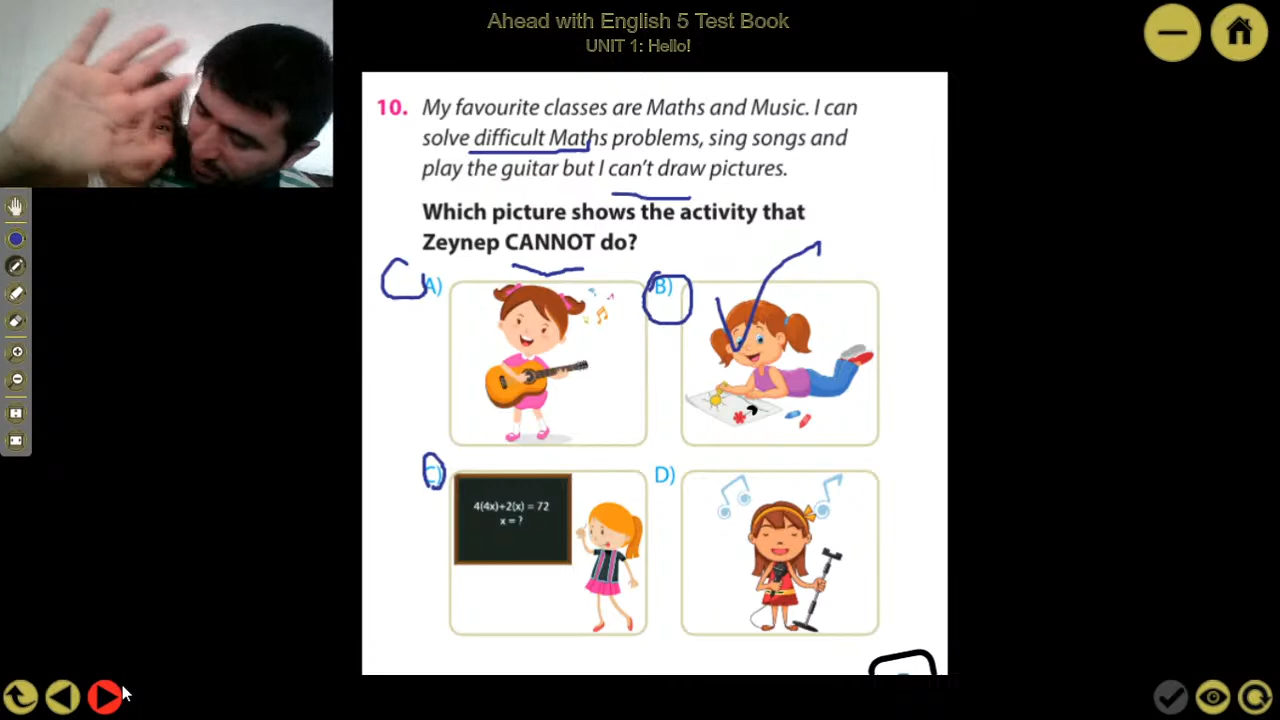 Ahead with English 5 Test Book
UNIT 1: Hello!
10. My favourite classes are Maths and Music. I can
solve difficult Maths problems, sing songs and
play the guitar but I can't draw pictures.
Which picture shows the activity that
Zeynep CANNOT do?
A)
B)
C)
4(4x)+2(x) = 72
x = ?
D)